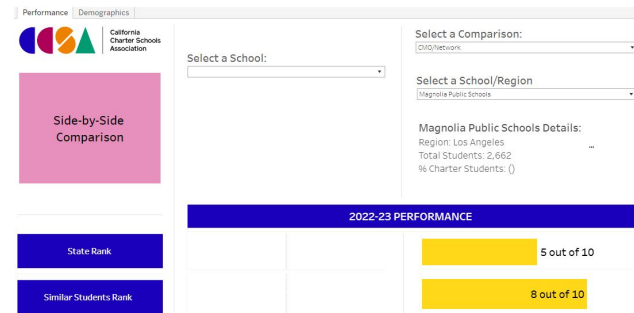 Performance
Demographics
CCSA
California
Charter Schools
Association
Side-by-Side
Comparison
Select a School:
Select a Comparison:
CMO/Network
Select a School/Region
Magnolia Public Schools
Magnolia Public Schools Details:
Region: Los Angeles
...
Total Students: 2,662
% Charter Students: ()
2022-23 PERFORMANCE
State Rank
5 out of 10
Similar Students Rank
8 out of 10